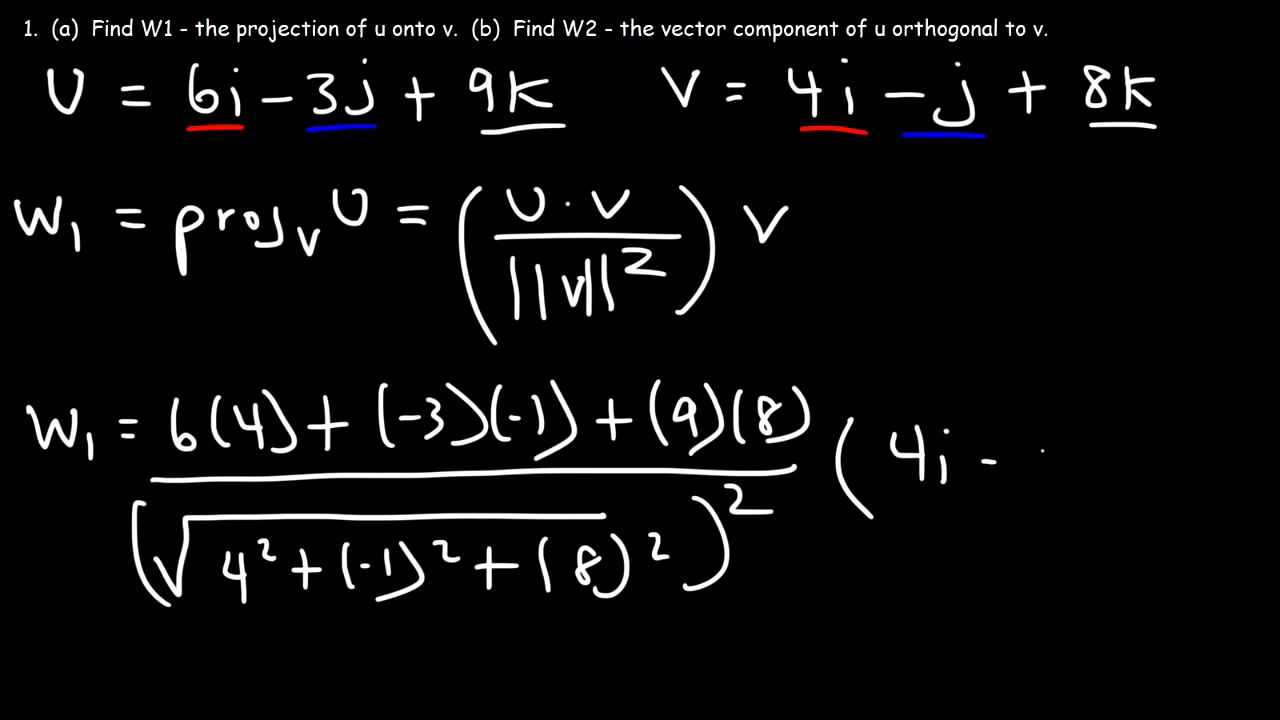 1. (a) Find W1 - the projection of u onto v. (b) Find W2 - the vector component of u orthogonal to v.
U = 6i - 3j + 9k V = 4i - j + 8k
W₁ = proj_v U = (U · V / ||V||²) V
W₁ = 6(4) + (-3)(-1) + (9)(8) / (√4² + (-1)² + (8)²)² (4i -